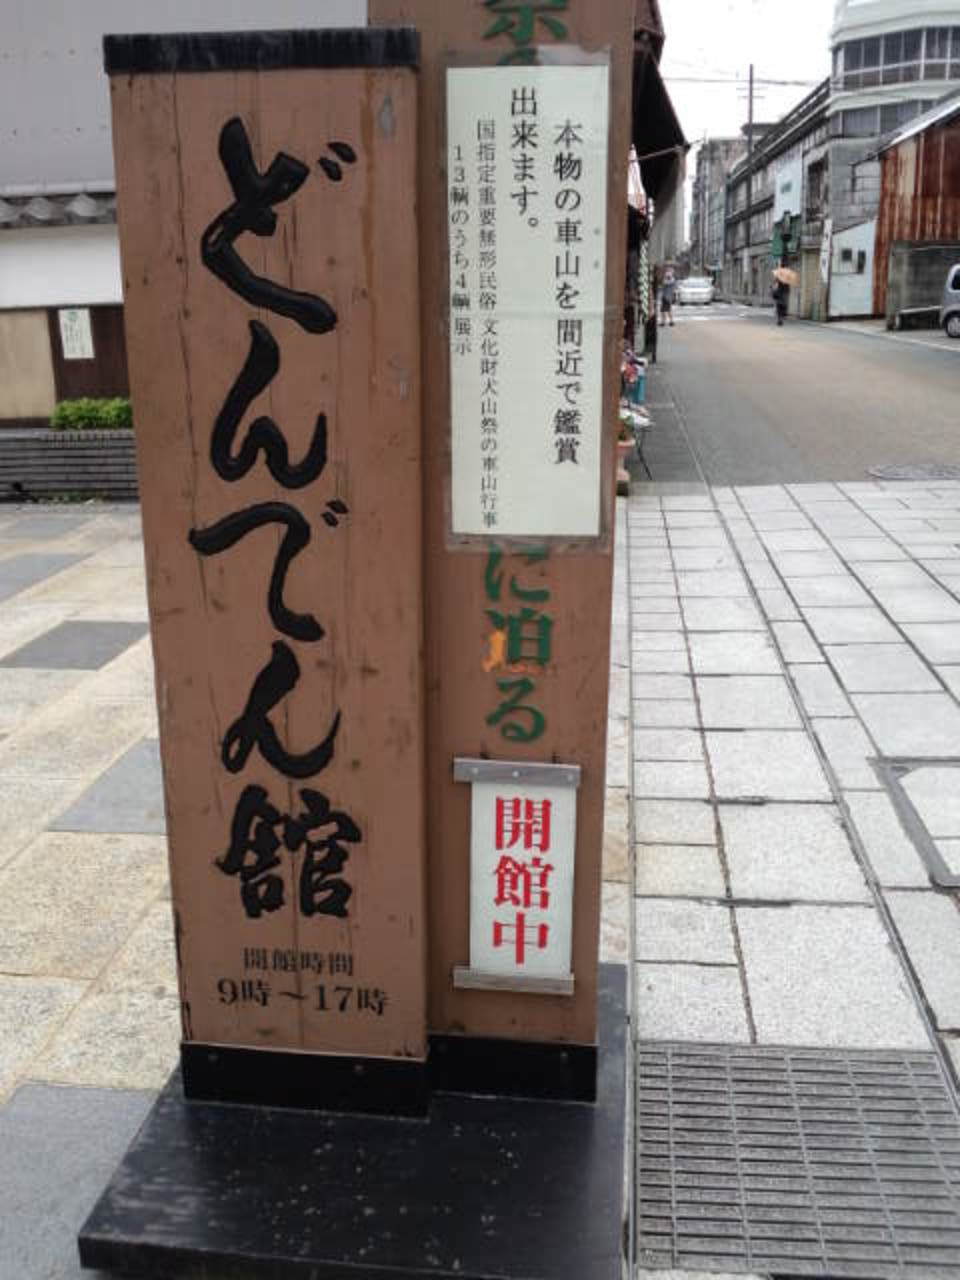 どんでん館
開館時間
9時～17時
本物の車山を間近で鑑賞
出来ます。
国指定重要無形民俗文化財犬山祭の車山行事
13輌のうち4輌展示
に迫る
開館中